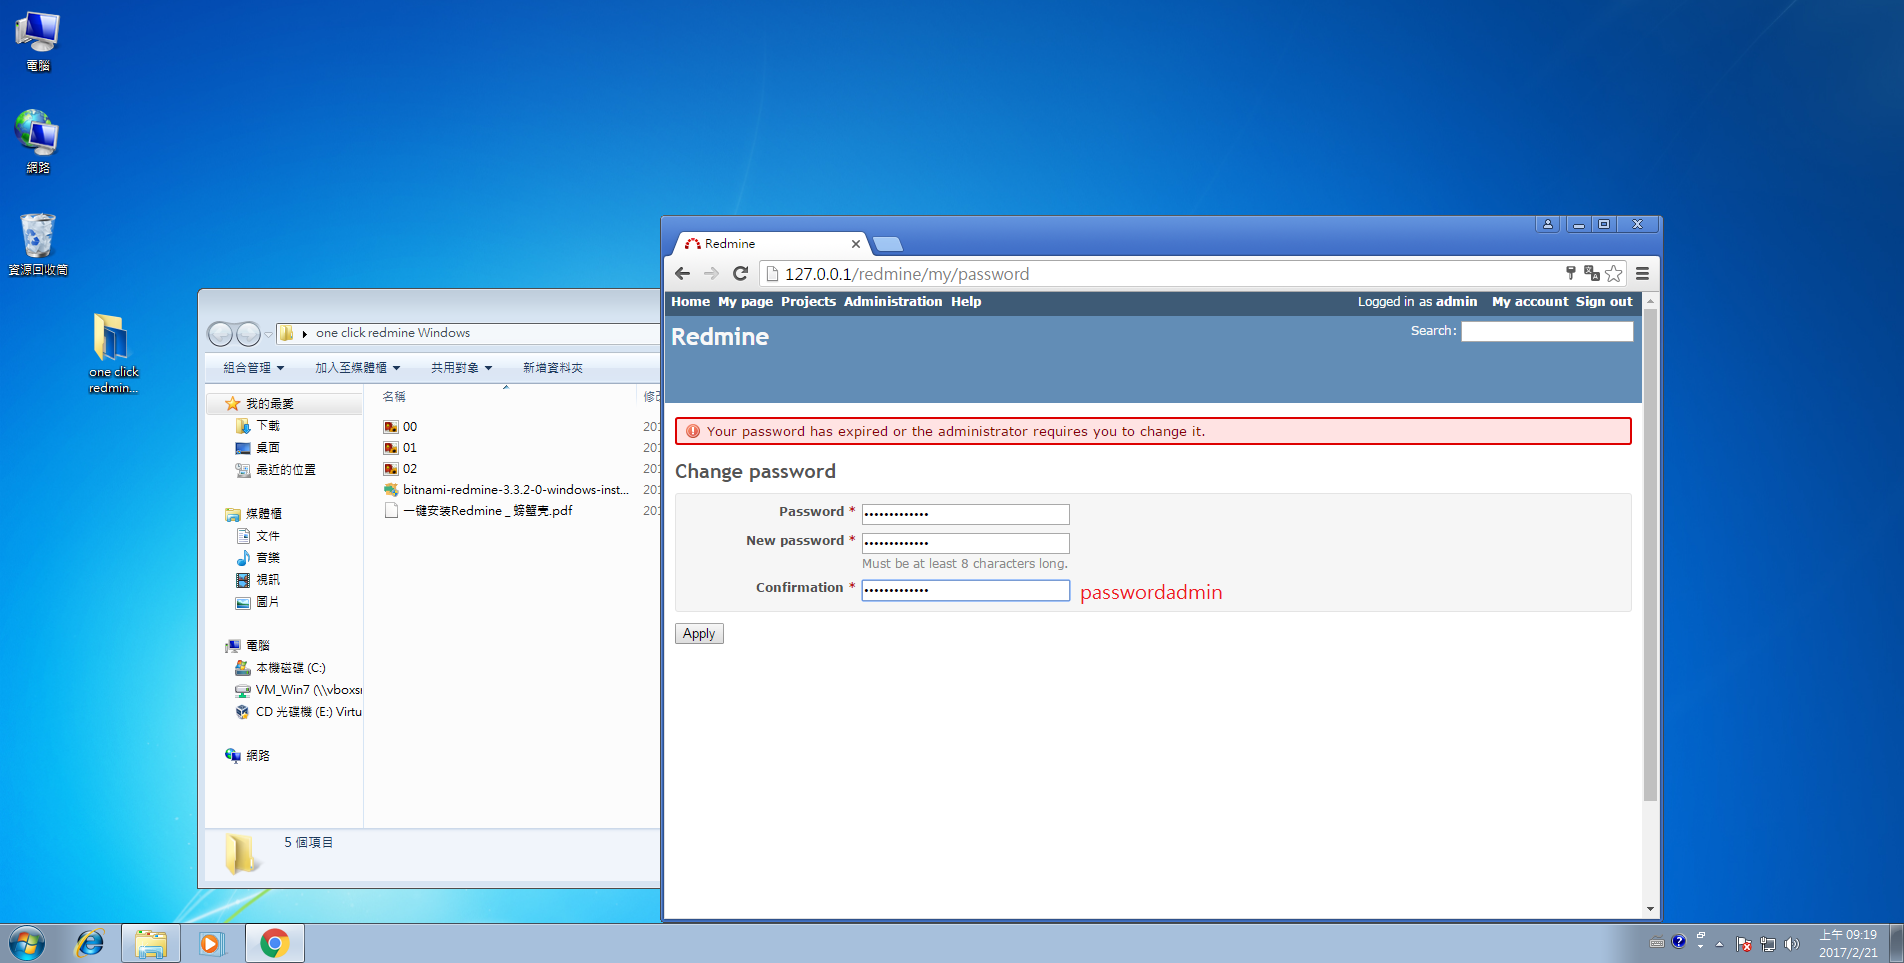 電腦
網路
資源回收筒
one click
redmin...
one click redmine Windows
組合管理
加入至媒體櫃
共用對象
新增資料夾
我的最愛
下載
桌面
最近的位置
媒體櫃
文件
音樂
視訊
圖片
電腦
本機磁碟 (C:)
VM_Win7 (\\vboxsr
CD 光碟機 (E:) Virtu
網路
名稱
修改
00
201
01
201
02
201
bitnami-redmine-3.3.2-0-windows-inst...
201
一键安装Redmine _ 螃蟹壳.pdf
201
5 個項目
Redmine
127.0.0.1/redmine/my/password
Home My page Projects Administration Help
Logged in as admin My account Sign out
Redmine
Search:
Your password has expired or the administrator requires you to change it.
Change password
Password * •••••••••••••
New password * •••••••••••••
Must be at least 8 characters long.
Confirmation * ••••••••••••• passwordadmin
Apply
上午 09:19
2017/2/21